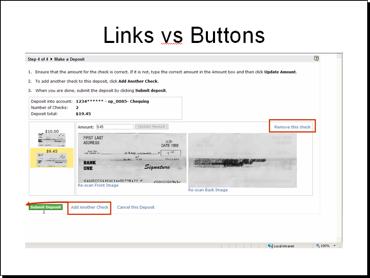 Links vs Buttons
Step 4 of 4 ▸ Make a Deposit
1. Ensure that the amount for the check is correct. If it is not, type the correct amount in the Amount box and then click Update Amount.
2. To add another check to this deposit, click Add Another Check.
3. When you are done, submit the deposit by clicking Submit deposit.
Deposit into account: 1234****** - op_0085- Chequing
Number of Checks: 2
Deposit total: $19.45
Amount: 9.45 Update Amount
Remove this check
$10.00
$9.45
FIRST LAST
ADDRESS
DATE
BANK
ONE
Signature
Re-scan Front Image
Re-scan Back Image
Submit Deposit
Add Another Check
Cancel this Deposit
Local intranet
100%